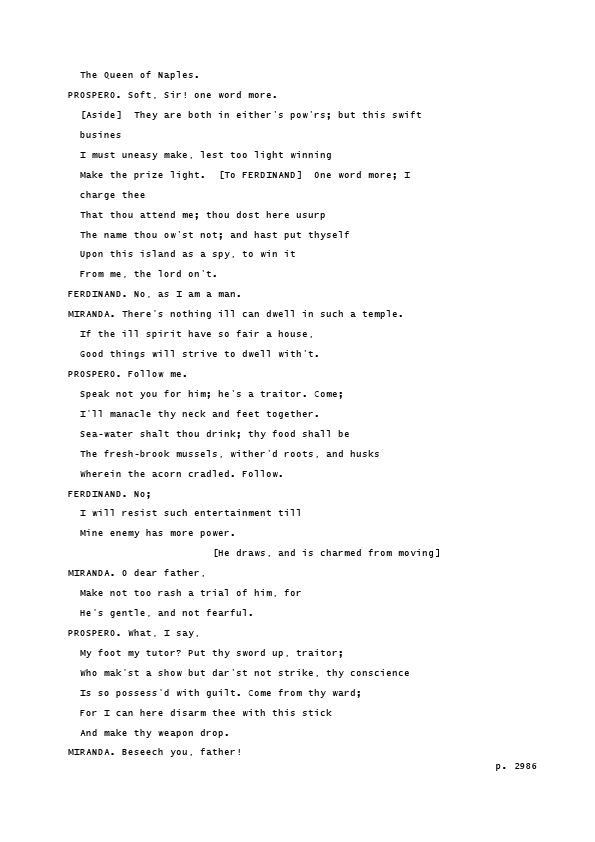 The Queen of Naples.
PROSPERO. Soft, Sir! one word more.
[Aside]  They are both in either's pow'rs; but this swift
busines
I must uneasy make, lest too light winning
Make the prize light.  [To FERDINAND]  One word more; I
charge thee
That thou attend me; thou dost here usurp
The name thou ow'st not; and hast put thyself
Upon this island as a spy, to win it
From me, the lord on't.
FERDINAND. No, as I am a man.
MIRANDA. There's nothing ill can dwell in such a temple.
If the ill spirit have so fair a house,
Good things will strive to dwell with't.
PROSPERO. Follow me.
Speak not you for him; he's a traitor. Come;
I'll manacle thy neck and feet together.
Sea-water shalt thou drink; thy food shall be
The fresh-brook mussels, wither'd roots, and husks
Wherein the acorn cradled. Follow.
FERDINAND. No;
I will resist such entertainment till
Mine enemy has more power.
[He draws, and is charmed from moving]
MIRANDA. O dear father,
Make not too rash a trial of him, for
He's gentle, and not fearful.
PROSPERO. What, I say,
My foot my tutor? Put thy sword up, traitor;
Who mak'st a show but dar'st not strike, thy conscience
Is so possess'd with guilt. Come from thy ward;
For I can here disarm thee with this stick
And make thy weapon drop.
MIRANDA. Beseech you, father!
p. 2986